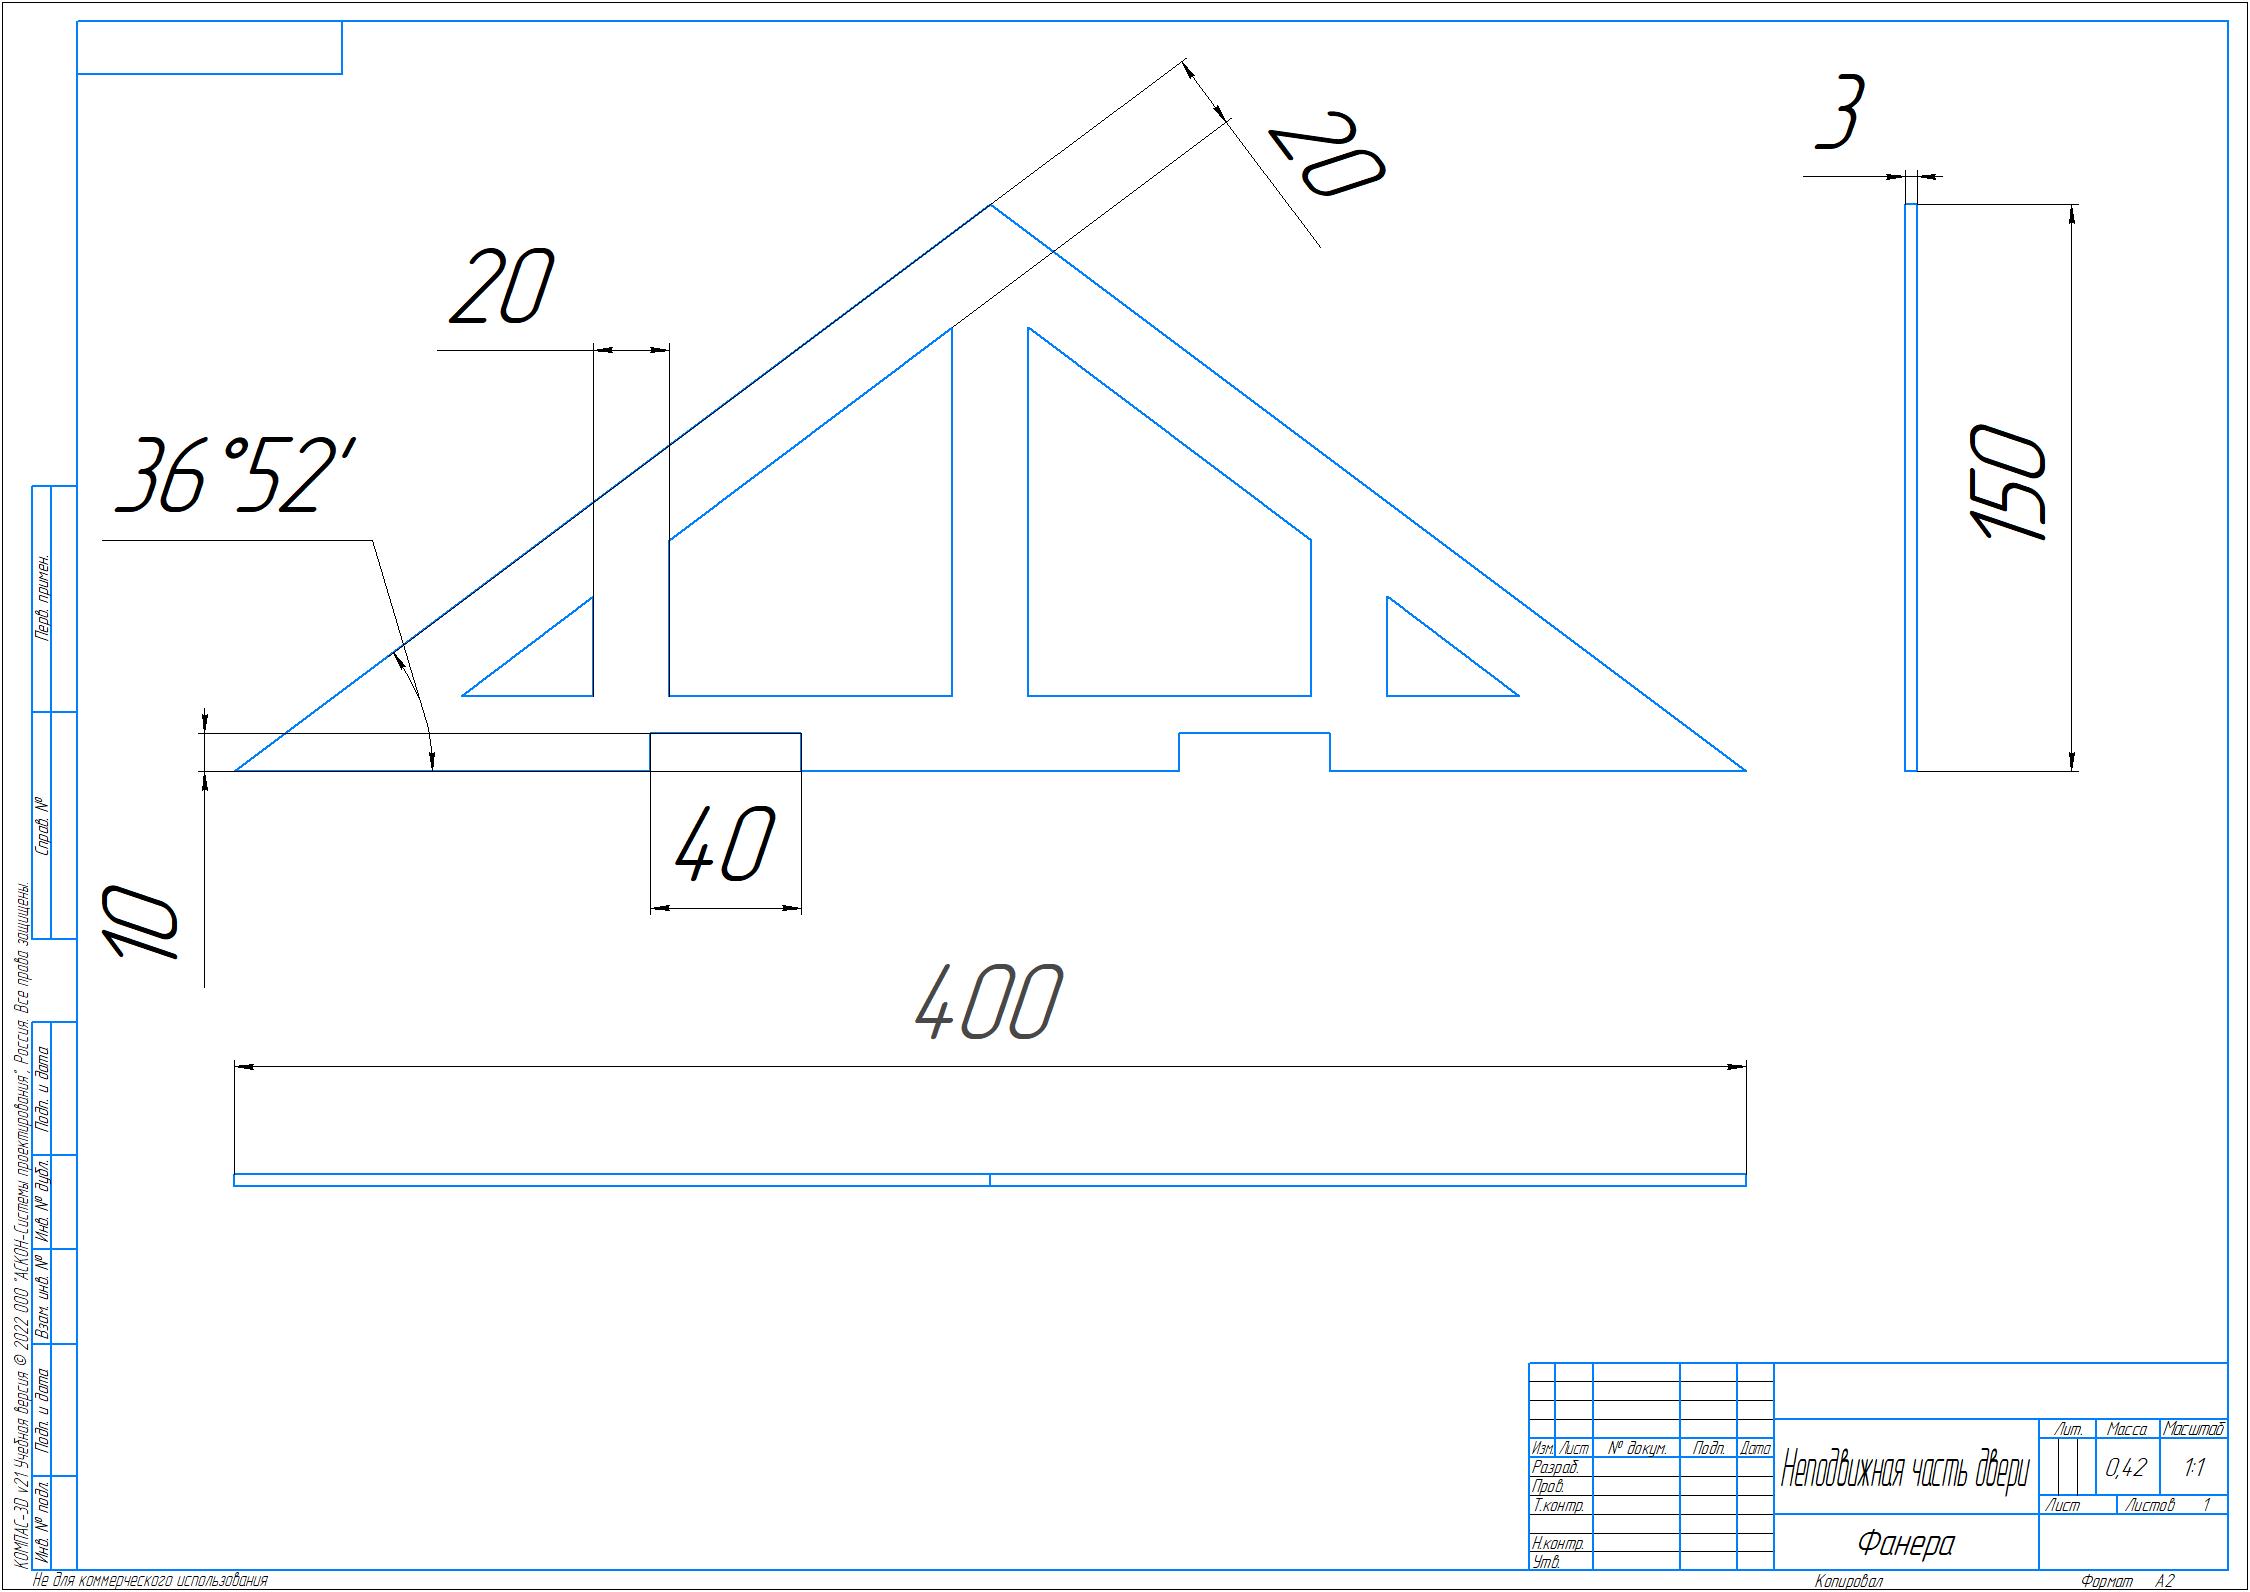 20
3
20
36°52'
150
10
40
400
Перв. примен.
Справ. №
Подп. и дата
Инв. № дубл.
Взам. инв. №
Подп. и дата
Инв. № подл.
КОМПАС-3D v21 Учебная версия © 2022 ООО "АСКОН-Системы проектирования", Россия. Все права защищены.
Лит. Масса Масштаб
Изм. Лист № докум. Подп. Дата
Разраб.
Пров.
Т.контр.
Н.контр.
Утв.
Неподвижная часть двери
0,42 1:1
Лист Листов 1
Фанера
Не для коммерческого использования
Копировал
Формат A2